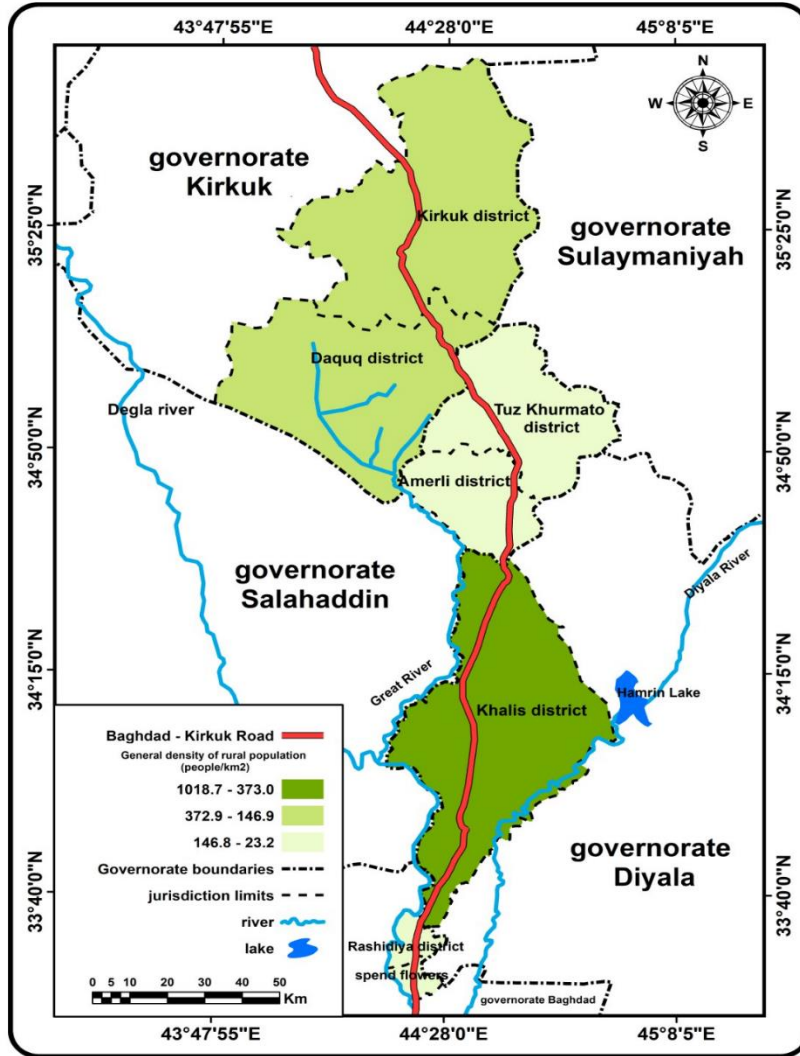 43°47'55"E 44°28'0"E 45°8'5"E
N
W E
S
governorate
Kirkuk
Kirkuk district
governorate
Sulaymaniyah
35°25'0"N
35°25'0"N
Daquq district
Degla river
Tuz Khurmato
district
34°50'0"N
34°50'0"N
Amerli district
governorate
Salahaddin
Diyala River
34°15'0"N
34°15'0"N
Great River
Hamrin Lake
Khalis district
Baghdad - Kirkuk Road
General density of rural population
(people/km2)
1018.7 - 373.0
372.9 - 146.9
146.8 - 23.2
Governorate boundaries
jurisdiction limits
river
lake
0 5 10 20 30 40 50
Km
governorate
Diyala
33°40'0"N
33°40'0"N
Rashidiya district
spend flowers
governorate Baghdad
43°47'55"E 44°28'0"E 45°8'5"E